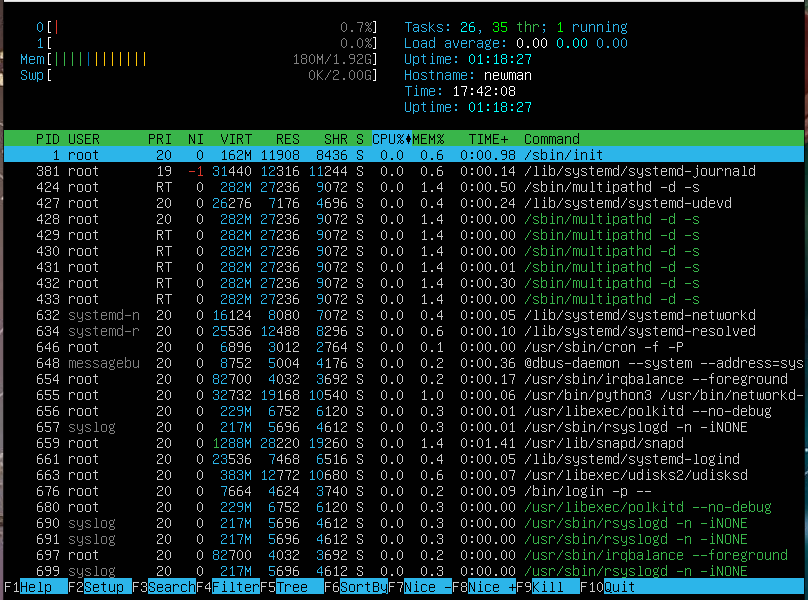 0[| 0.7%] Tasks: 26, 35 thr; 1 running
1[ 0.0%] Load average: 0.00 0.00 0.00
Mem[|||||||||||| 180M/1.92G] Uptime: 01:18:27
Swp[ 0K/2.00G] Hostname: newman
Time: 17:42:08
Uptime: 01:18:27
PID USER PRI NI VIRT RES SHR S CPU%♦MEM% TIME+ Command
1 root 20 0 162M 11908 8436 S 0.0 0.6 0:00.98 /sbin/init
381 root 19 -1 31440 12316 11244 S 0.0 0.6 0:00.14 /lib/systemd/systemd-journald
424 root RT 0 282M 27236 9072 S 0.0 1.4 0:00.50 /sbin/multipathd -d -s
427 root 20 0 26276 7176 4696 S 0.0 0.4 0:00.24 /lib/systemd/systemd-udevd
428 root 20 0 282M 27236 9072 S 0.0 1.4 0:00.00 /sbin/multipathd -d -s
429 root RT 0 282M 27236 9072 S 0.0 1.4 0:00.00 /sbin/multipathd -d -s
430 root RT 0 282M 27236 9072 S 0.0 1.4 0:00.00 /sbin/multipathd -d -s
431 root RT 0 282M 27236 9072 S 0.0 1.4 0:00.01 /sbin/multipathd -d -s
432 root RT 0 282M 27236 9072 S 0.0 1.4 0:00.30 /sbin/multipathd -d -s
433 root RT 0 282M 27236 9072 S 0.0 1.4 0:00.00 /sbin/multipathd -d -s
632 systemd-n 20 0 16124 8080 7072 S 0.0 0.4 0:00.05 /lib/systemd/systemd-networkd
634 systemd-r 20 0 25536 12488 8296 S 0.0 0.6 0:00.10 /lib/systemd/systemd-resolved
646 root 20 0 6896 3012 2764 S 0.0 0.1 0:00.00 /usr/sbin/cron -f -P
648 messagebu 20 0 8752 5004 4176 S 0.0 0.2 0:00.36 @dbus-daemon --system --address=sys
654 root 20 0 82700 4032 3692 S 0.0 0.2 0:00.17 /usr/sbin/irqbalance --foreground
655 root 20 0 32732 19168 10540 S 0.0 1.0 0:00.06 /usr/bin/python3 /usr/bin/networkd-
656 root 20 0 229M 6752 6120 S 0.0 0.3 0:00.01 /usr/libexec/polkitd --no-debug
657 syslog 20 0 217M 5696 4612 S 0.0 0.3 0:00.01 /usr/sbin/rsyslogd -n -iNONE
659 root 20 0 1288M 28220 19260 S 0.0 1.4 0:01.41 /usr/lib/snapd/snapd
661 root 20 0 23536 7468 6516 S 0.0 0.4 0:00.05 /lib/systemd/systemd-logind
663 root 20 0 383M 12772 10680 S 0.0 0.6 0:00.07 /usr/libexec/udisks2/udisksd
676 root 20 0 7664 4624 3740 S 0.0 0.2 0:00.09 /bin/login -p --
680 root 20 0 229M 6752 6120 S 0.0 0.3 0:00.00 /usr/libexec/polkitd --no-debug
690 syslog 20 0 217M 5696 4612 S 0.0 0.3 0:00.00 /usr/sbin/rsyslogd -n -iNONE
691 syslog 20 0 217M 5696 4612 S 0.0 0.3 0:00.00 /usr/sbin/rsyslogd -n -iNONE
697 root 20 0 82700 4032 3692 S 0.0 0.2 0:00.00 /usr/sbin/irqbalance --foreground
699 syslog 20 0 217M 5696 4612 S 0.0 0.3 0:00.00 /usr/sbin/rsyslogd -n -iNONE
F1Help F2Setup F3SearchF4FilterF5Tree F6SortByF7Nice -F8Nice +F9Kill F10Quit